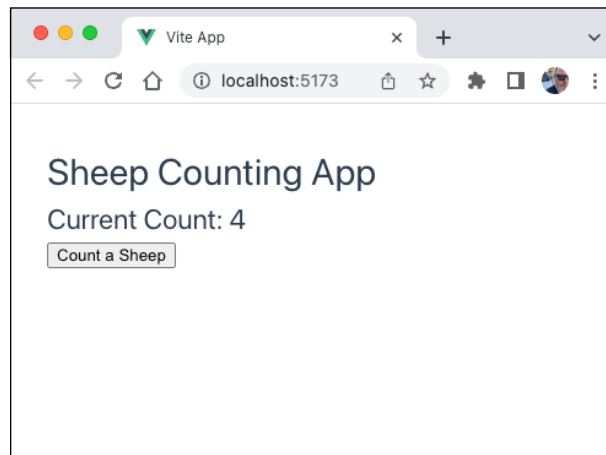 Vite App
localhost:5173
Sheep Counting App
Current Count: 4
Count a Sheep